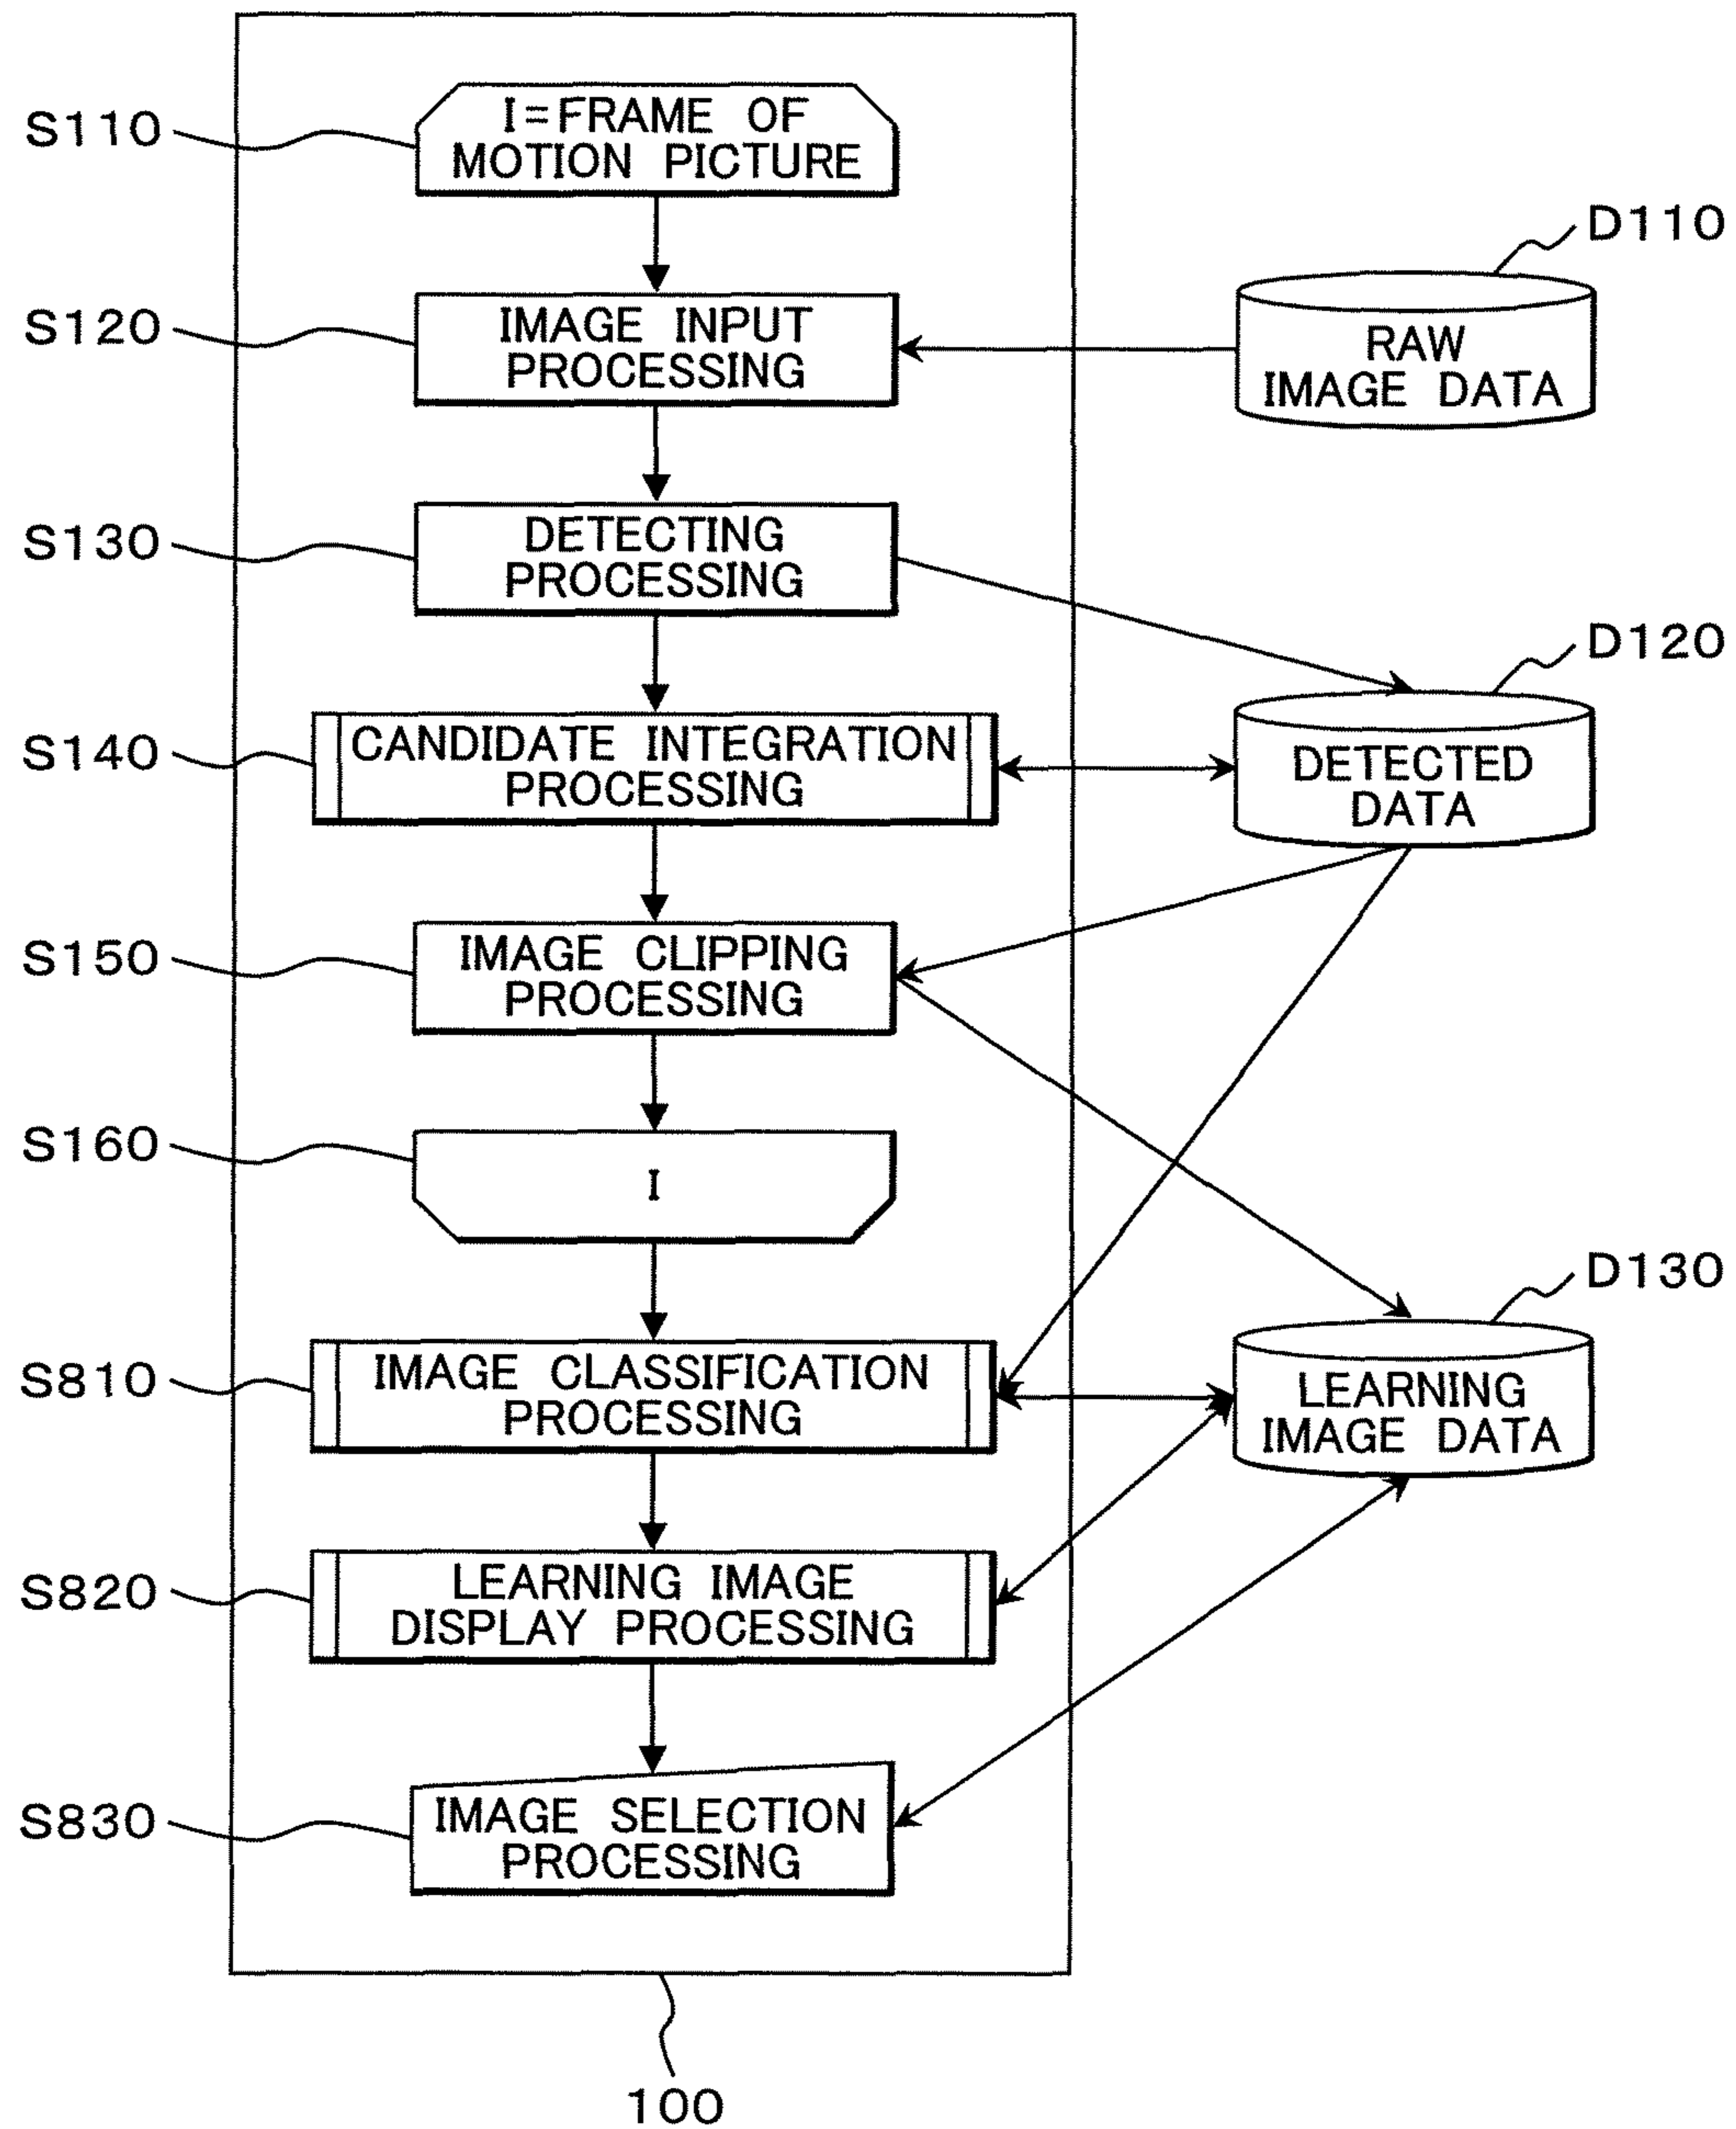 S110
I=FRAME OF
MOTION PICTURE
D110
S120
IMAGE INPUT
PROCESSING
RAW
IMAGE DATA
S130
DETECTING
PROCESSING
D120
S140
CANDIDATE INTEGRATION
PROCESSING
DETECTED
DATA
S150
IMAGE CLIPPING
PROCESSING
S160
I
D130
S810
IMAGE CLASSIFICATION
PROCESSING
LEARNING
IMAGE DATA
S820
LEARNING IMAGE
DISPLAY PROCESSING
S830
IMAGE SELECTION
PROCESSING
100